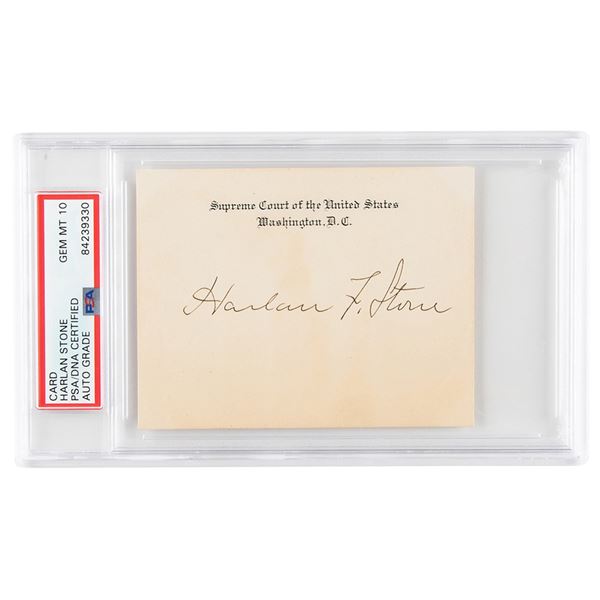 CARD
HARLAN STONE
PSA/DNA CERTIFIED
AUTO GRADE
GEM MT 10
84239330
PSA
Supreme Court of the United States
Washington, D.C.
Harlan F. Stone